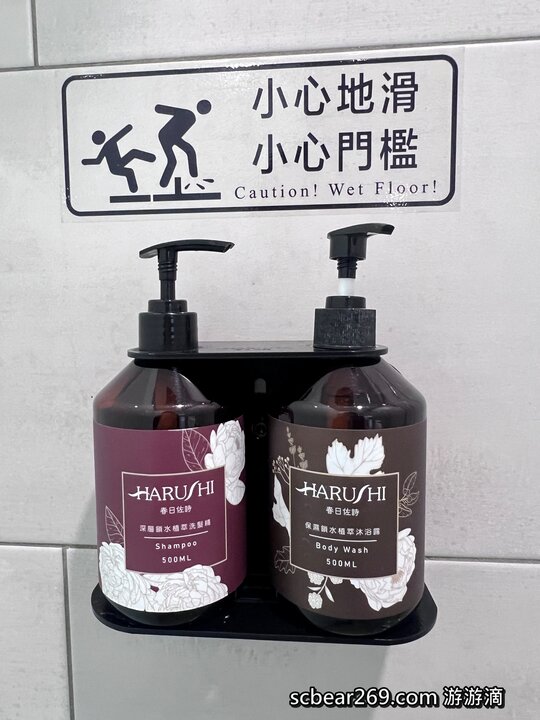 小心地滑
小心門檻
Caution! Wet Floor!
HARUSHI
春日佐詩
深層鎖水植萃洗髮精
Shampoo
500ML
HARUSHI
春日佐詩
保濕鎖水植萃沐浴露
Body Wash
500ML
scbear269.com 游游滴